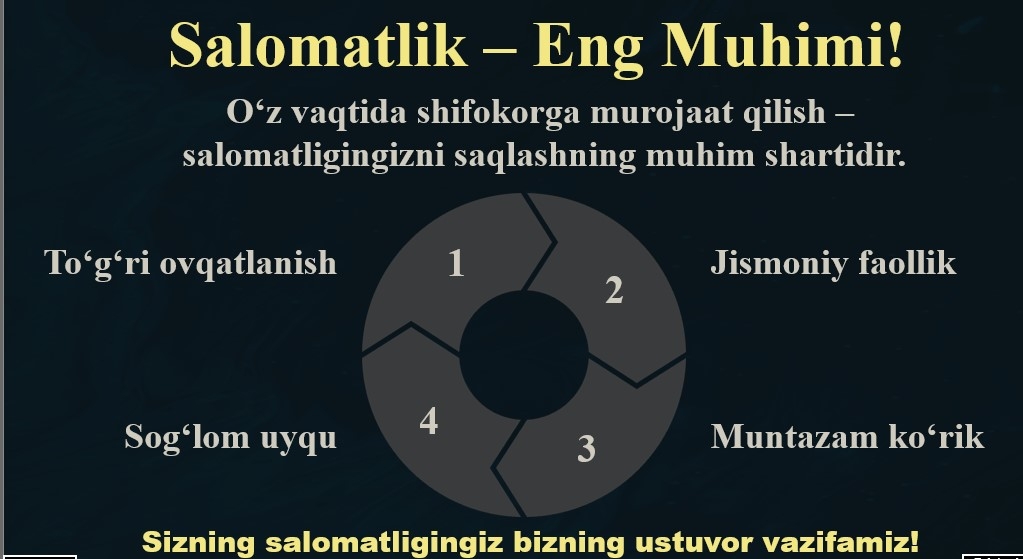 Salomatlik – Eng Muhimi!
O‘z vaqtida shifokorga murojaat qilish –
salomatligingizni saqlashning muhim shartidir.
To‘g‘ri ovqatlanish
1
2
Jismoniy faollik
Sog‘lom uyqu
4
3
Muntazam ko‘rik
Sizning salomatligingiz bizning ustuvor vazifamiz!